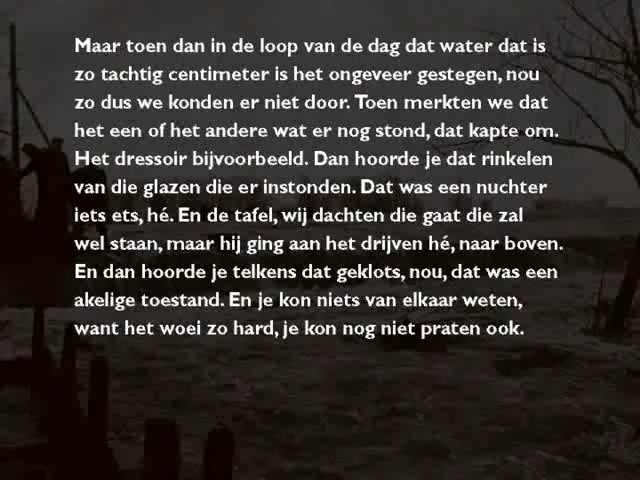 Maar toen dan in de loop van de dag dat water dat is
zo tachtig centimeter is het ongeveer gestegen, nou
zo dus we konden er niet door. Toen merkten we dat
het een of het andere wat er nog stond, dat kapte om.
Het dressoir bijvoorbeeld. Dan hoorde je dat rinkelen
van die glazen die er instonden. Dat was een nuchter
iets ets, hé. En de tafel, wij dachten die gaat die zal
wel staan, maar hij ging aan het drijven hé, naar boven.
En dan hoorde je telkens dat geklots, nou, dat was een
akelige toestand. En je kon niets van elkaar weten,
want het woei zo hard, je kon nog niet praten ook.